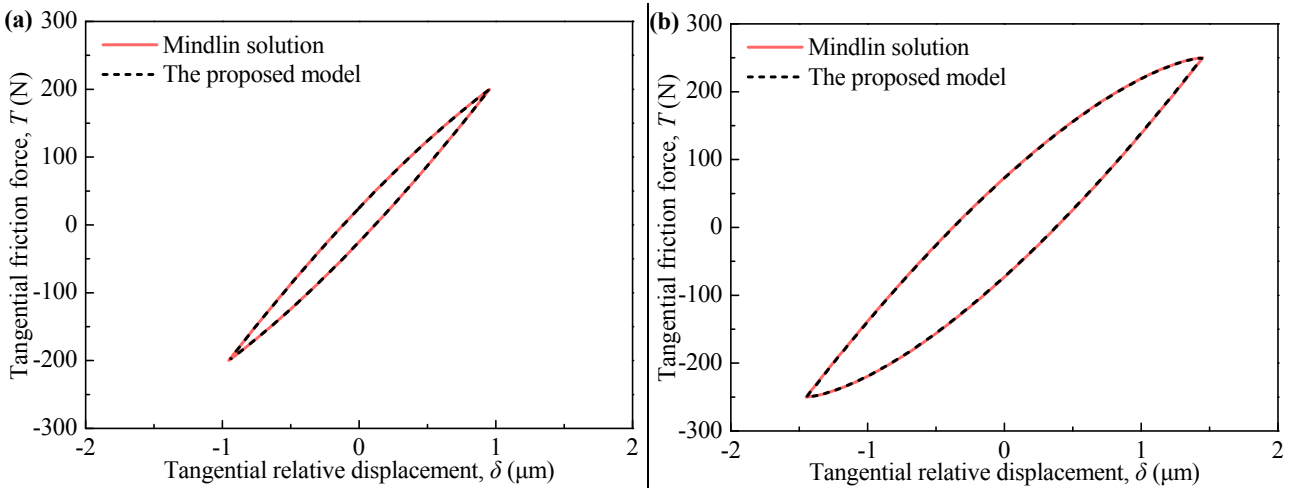 (a)
300
200
100
0
-100
-200
-300
-2
-1
0
1
2
Mindlin solution
The proposed model
Tangential friction force, T (N)
Tangential relative displacement, δ (μm)
(b)
300
200
100
0
-100
-200
-300
-2
-1
0
1
2
Mindlin solution
The proposed model
Tangential friction force, T (N)
Tangential relative displacement, δ (μm)